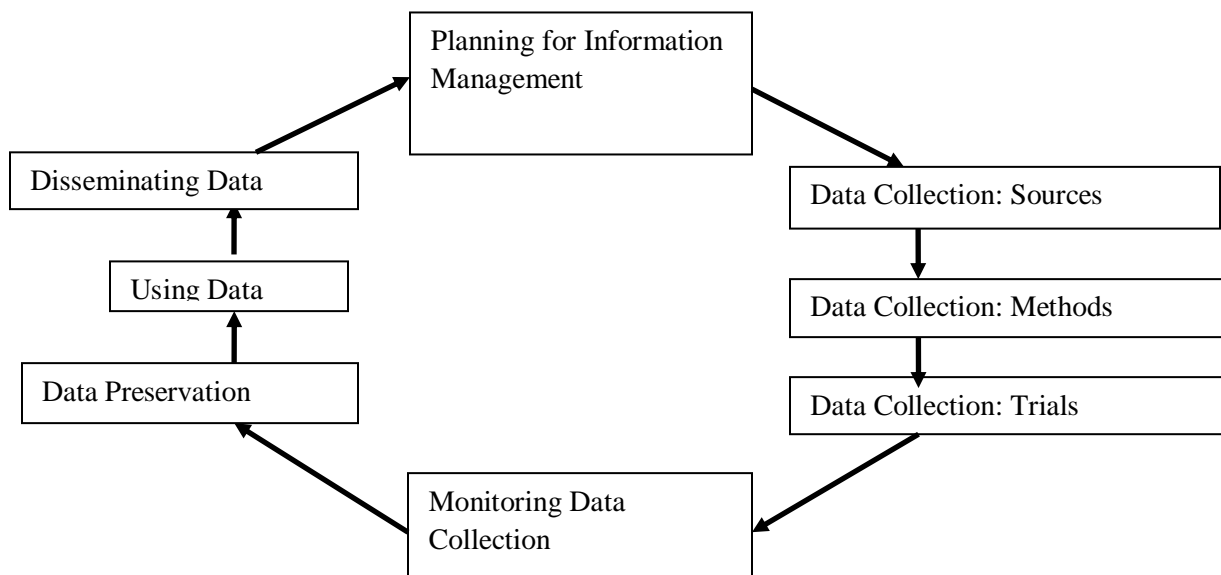 Planning for Information
Management
Disseminating Data
Data Collection: Sources
Using Data
Data Collection: Methods
Data Preservation
Data Collection: Trials
Monitoring Data
Collection